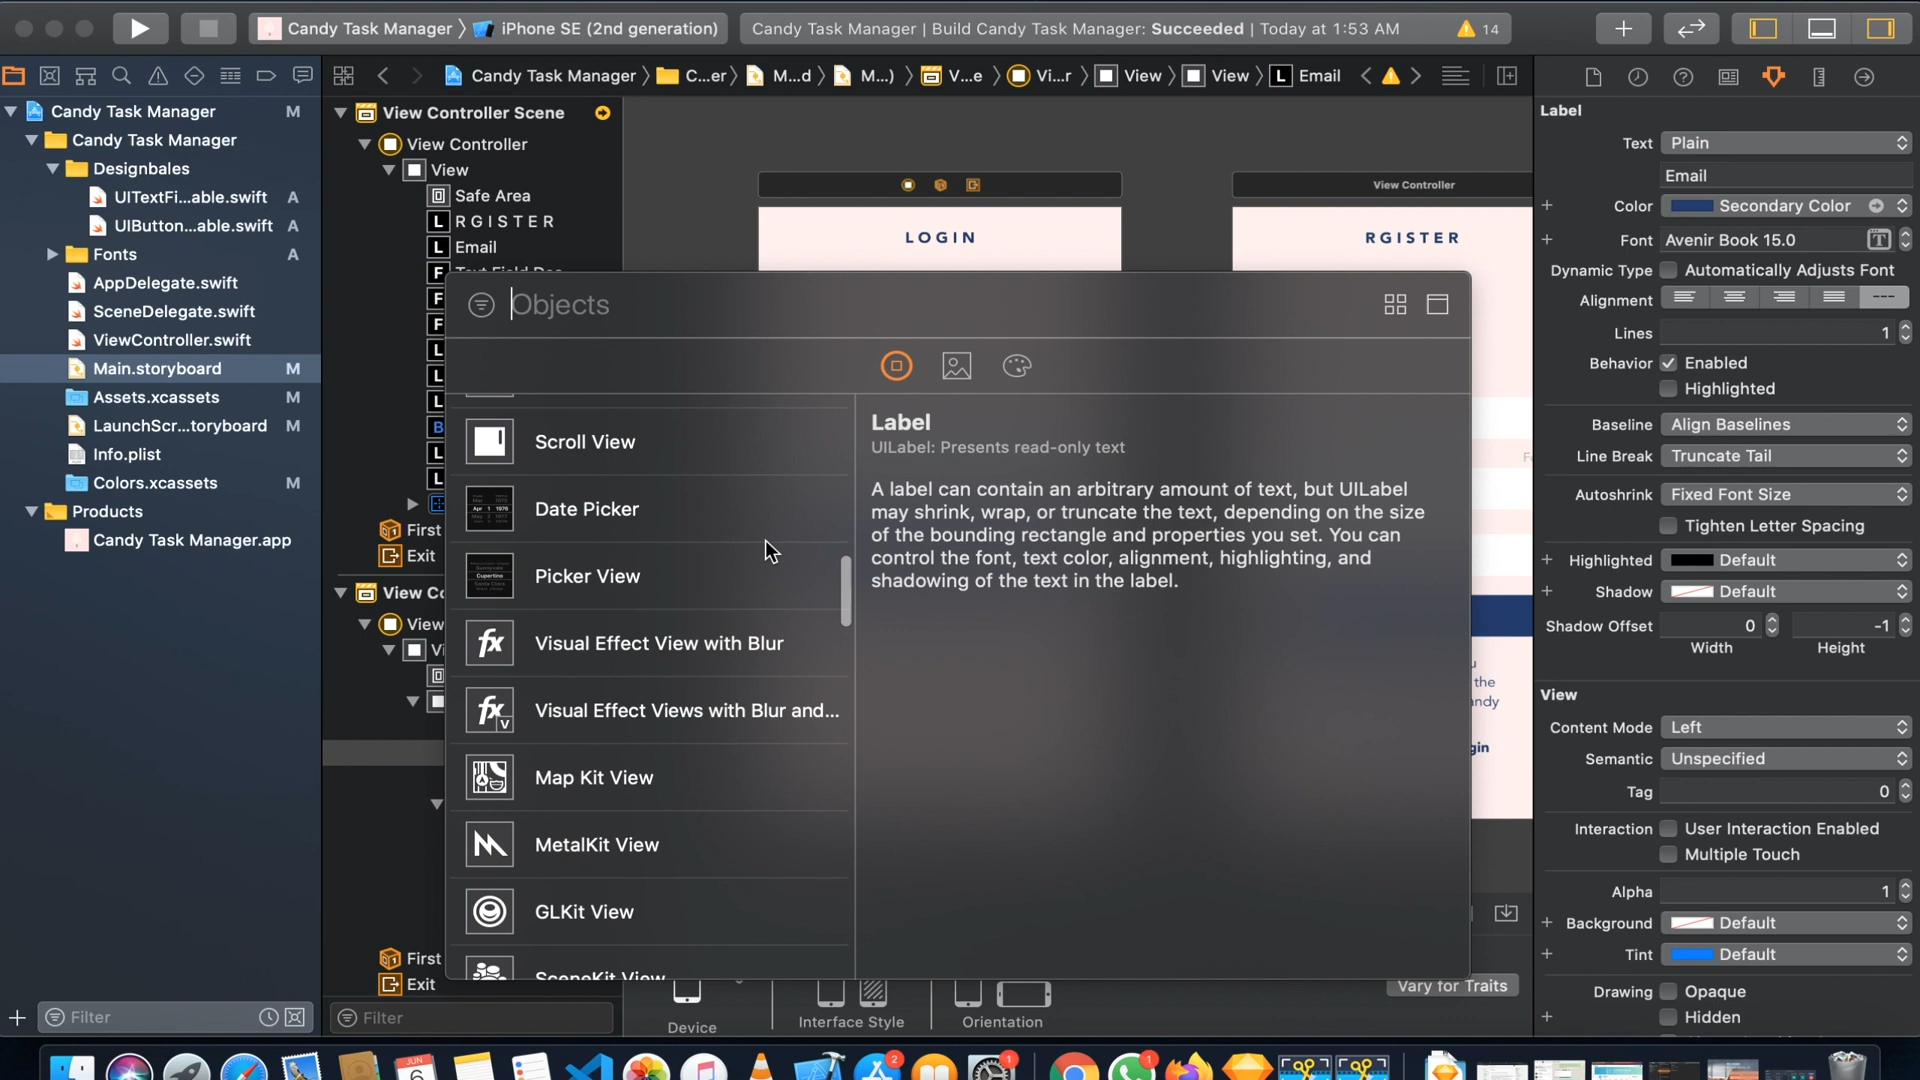 Candy Task Manager
iPhone SE (2nd generation)
Candy Task Manager | Build Candy Task Manager: Succeeded | Today at 1:53 AM
14
Candy Task Manager
C...er
M...d
M...)
V...e
Vi...r
View
View
L
Email
Candy Task Manager M
Candy Task Manager
Designbales
UITextFi...able.swift A
UIButton...able.swift A
Fonts A
AppDelegate.swift
SceneDelegate.swift
ViewController.swift
Main.storyboard M
Assets.xcassets M
LaunchScr...toryboard M
Info.plist
Colors.xcassets M
Products
Candy Task Manager.app
Filter
View Controller Scene
View Controller
View
Safe Area
L RGISTER
L Email
F
F
F
L
L
L
B
L
L
First
Exit
View Co
View
Vi
First
Exit
Filter
LOGIN
View Controller
RGISTER
Objects
Scroll View
Date Picker
Picker View
Visual Effect View with Blur
Visual Effect Views with Blur and...
Map Kit View
MetalKit View
GLKit View
SceneKit View
Label
UILabel: Presents read-only text
A label can contain an arbitrary amount of text, but UILabel
may shrink, wrap, or truncate the text, depending on the size
of the bounding rectangle and properties you set. You can
control the font, text color, alignment, highlighting, and
shadowing of the text in the label.
the
andy
gin
Vary for Traits
Device
Interface Style
Orientation
Label
Text Plain
Email
Color Secondary Color
Font Avenir Book 15.0
Dynamic Type Automatically Adjusts Font
Alignment
Lines 1
Behavior Enabled
Highlighted
Baseline Align Baselines
Line Break Truncate Tail
Autoshrink Fixed Font Size
Tighten Letter Spacing
Highlighted Default
Shadow Default
Shadow Offset 0 -1
Width Height
View
Content Mode Left
Semantic Unspecified
Tag 0
Interaction User Interaction Enabled
Multiple Touch
Alpha 1
Background Default
Tint Default
Drawing Opaque
Hidden
JUN
6
2
1
1